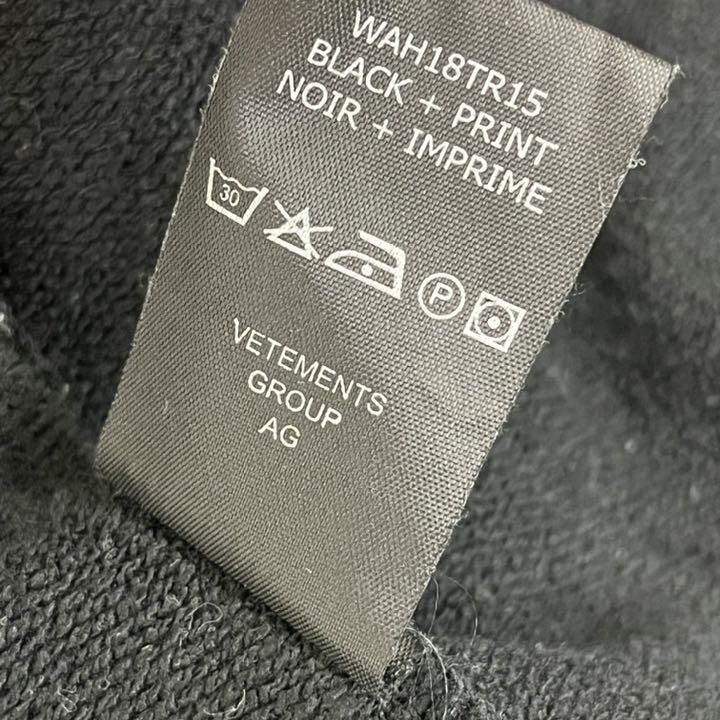 WAH18TR15
BLACK + PRINT
NOIR + IMPRIME
30
P
VETEMENTS
GROUP
AG